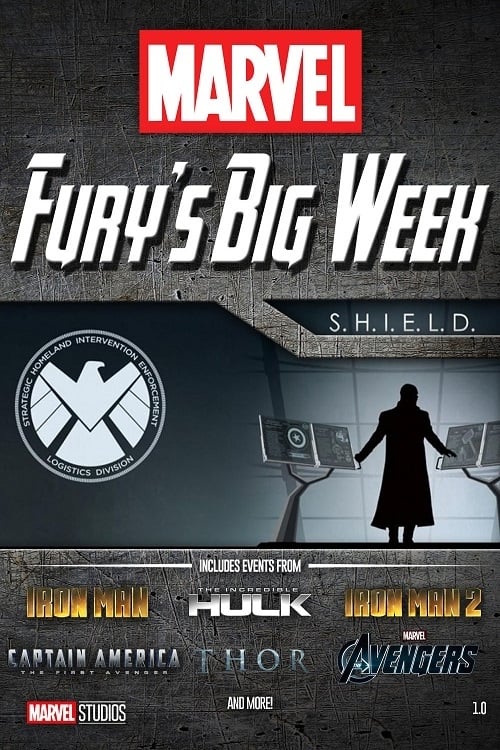 MARVEL
FURY'S BIG WEEK
S.H.I.E.L.D.
STRATEGIC HOMELAND INTERVENTION ENFORCEMENT
LOGISTICS DIVISION
INCLUDES EVENTS FROM
IRON MAN
THE INCREDIBLE
HULK
IRON MAN 2
CAPTAIN AMERICA
THE FIRST AVENGER
THOR
MARVEL
AVENGERS
AND MORE!
MARVEL STUDIOS
1.0